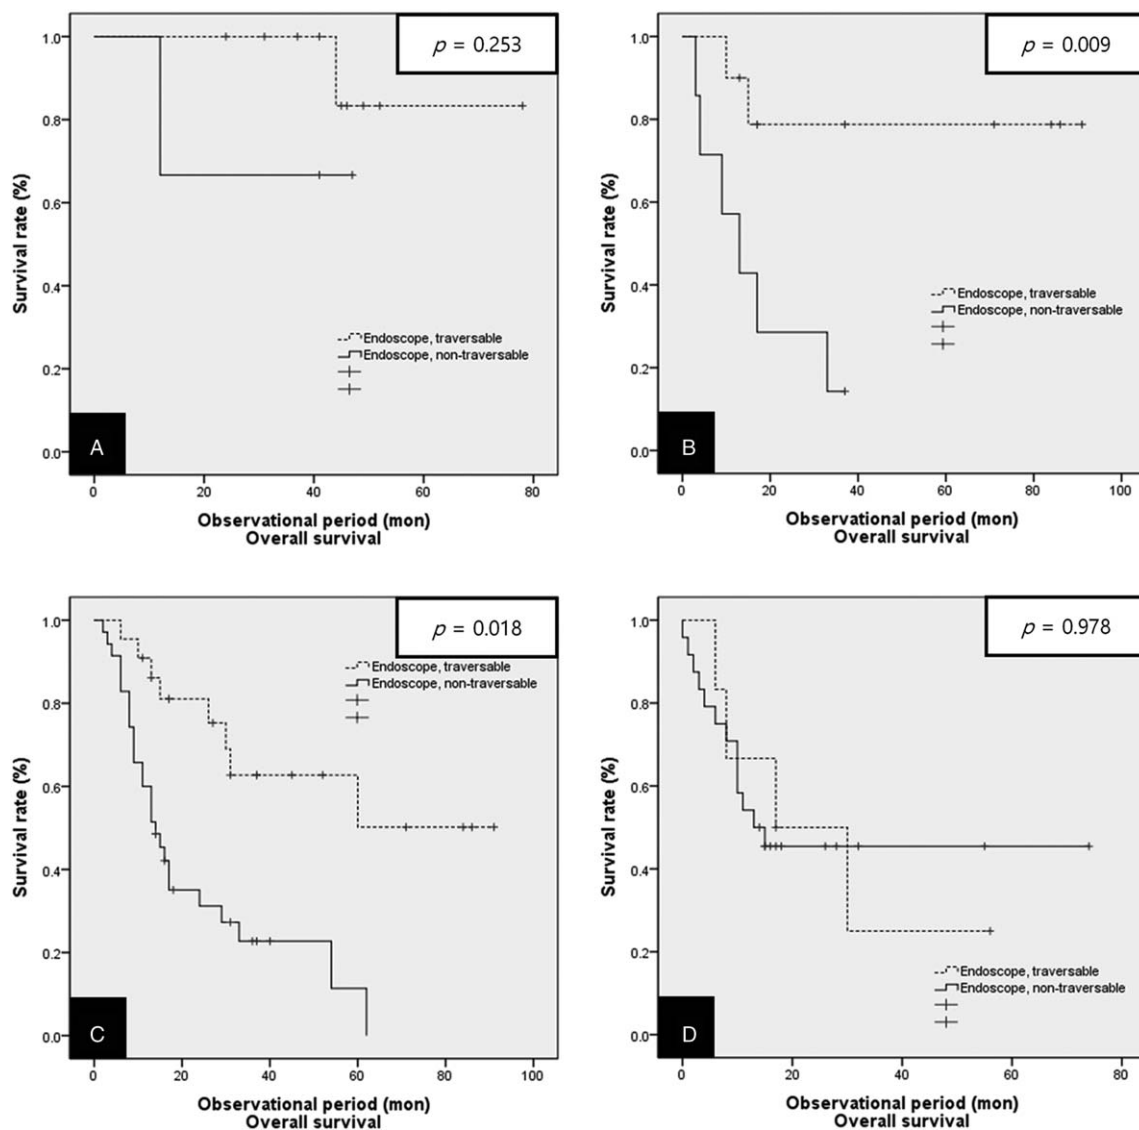 p = 0.253
1.0
0.8
0.6
0.4
0.2
0.0
Survival rate (%)
Endoscope, traversable
Endoscope, non-traversable
A
0 20 40 60 80
Observational period (mon)
Overall survival
p = 0.009
1.0
0.8
0.6
0.4
0.2
0.0
Survival rate (%)
Endoscope, traversable
Endoscope, non-traversable
B
0 20 40 60 80 100
Observational period (mon)
Overall survival
p = 0.018
1.0
0.8
0.6
0.4
0.2
0.0
Survival rate (%)
Endoscope, traversable
Endoscope, non-traversable
C
0 20 40 60 80 100
Observational period (mon)
Overall survival
p = 0.978
1.0
0.8
0.6
0.4
0.2
0.0
Survival rate (%)
Endoscope, traversable
Endoscope, non-traversable
D
0 20 40 60 80
Observational period (mon)
Overall survival